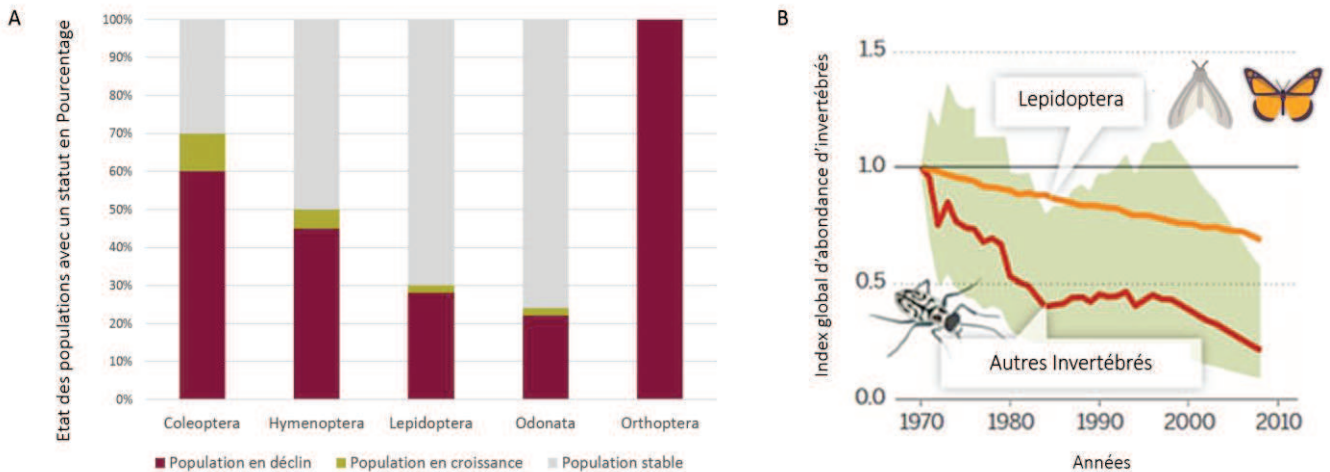 A
Etat des populations avec un statut en Pourcentage
100%
90%
80%
70%
60%
50%
40%
30%
20%
10%
0%
Coleoptera Hymenoptera Lepidoptera Odonata Orthoptera
Population en déclin Population en croissance Population stable
B
Index global d'abondance d'invertébrés
1.5
1.0
0.5
0.0
Lepidoptera
Autres Invertébrés
1970 1980 1990 2000 2010
Années